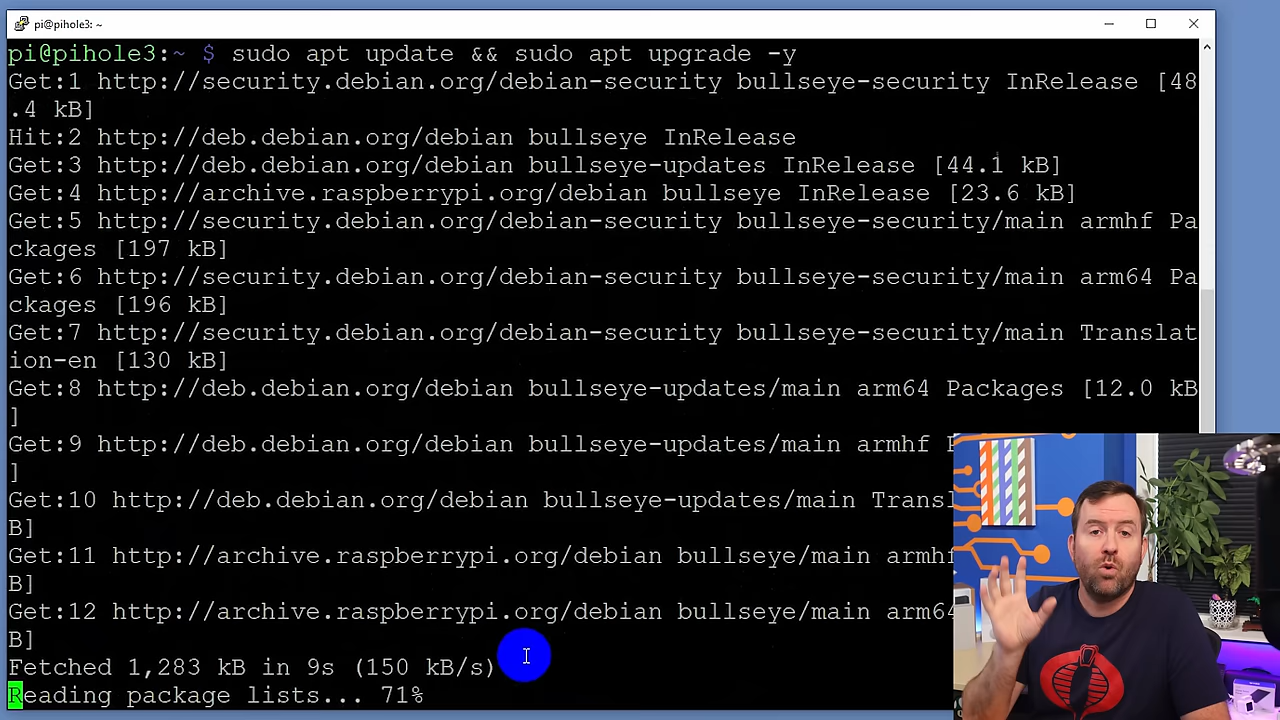 pi@pihole3: ~
pi@pihole3:~ $ sudo apt update && sudo apt upgrade -y
Get:1 http://security.debian.org/debian-security bullseye-security InRelease [48
.4 kB]
Hit:2 http://deb.debian.org/debian bullseye InRelease
Get:3 http://deb.debian.org/debian bullseye-updates InRelease [44.1 kB]
Get:4 http://archive.raspberrypi.org/debian bullseye InRelease [23.6 kB]
Get:5 http://security.debian.org/debian-security bullseye-security/main armhf Pa
ckages [197 kB]
Get:6 http://security.debian.org/debian-security bullseye-security/main arm64 Pa
ckages [196 kB]
Get:7 http://security.debian.org/debian-security bullseye-security/main Translat
ion-en [130 kB]
Get:8 http://deb.debian.org/debian bullseye-updates/main arm64 Packages [12.0 kB
]
Get:9 http://deb.debian.org/debian bullseye-updates/main armhf
]
Get:10 http://deb.debian.org/debian bullseye-updates/main Transl
B]
Get:11 http://archive.raspberrypi.org/debian bullseye/main armhf
B]
Get:12 http://archive.raspberrypi.org/debian bullseye/main arm64
B]
Fetched 1,283 kB in 9s (150 kB/s)
Reading package lists... 71%